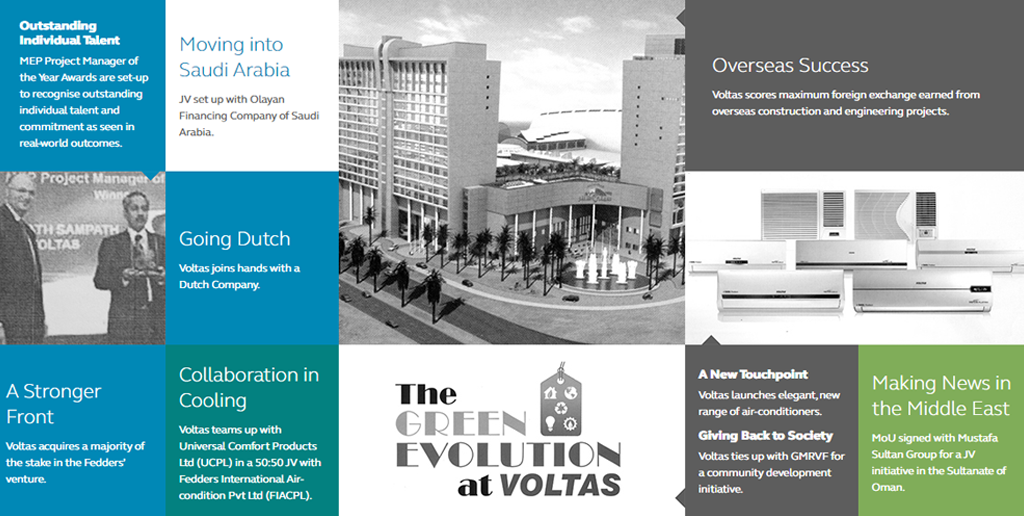 Outstanding
Individual Talent
MEP Project Manager of
the Year Awards are set-up
to recognise outstanding
individual talent and
commitment as seen in
real-world outcomes.
Moving into
Saudi Arabia
JV set up with Olayan
Financing Company of Saudi
Arabia.
Overseas Success
Voltas scores maximum foreign exchange earned from
overseas construction and engineering projects.
EP Project Manager of
Winne
TH SAMPATH
VOLTAS
Going Dutch
Voltas joins hands with a
Dutch Company.
A Stronger
Front
Voltas acquires a majority of
the stake in the Fedders'
venture.
Collaboration in
Cooling
Voltas teams up with
Universal Comfort Products
Ltd (UCPL) in a 50:50 JV with
Fedders International Air-
condition Pvt Ltd (FIACPL).
The
GREEN
EVOLUTION
at VOLTAS
A New Touchpoint
Voltas launches elegant, new
range of air-conditioners.
Giving Back to Society
Voltas ties up with GMRVF for
a community development
initiative.
Making News in
the Middle East
MoU signed with Mustafa
Sultan Group for a JV
initiative in the Sultanate of
Oman.